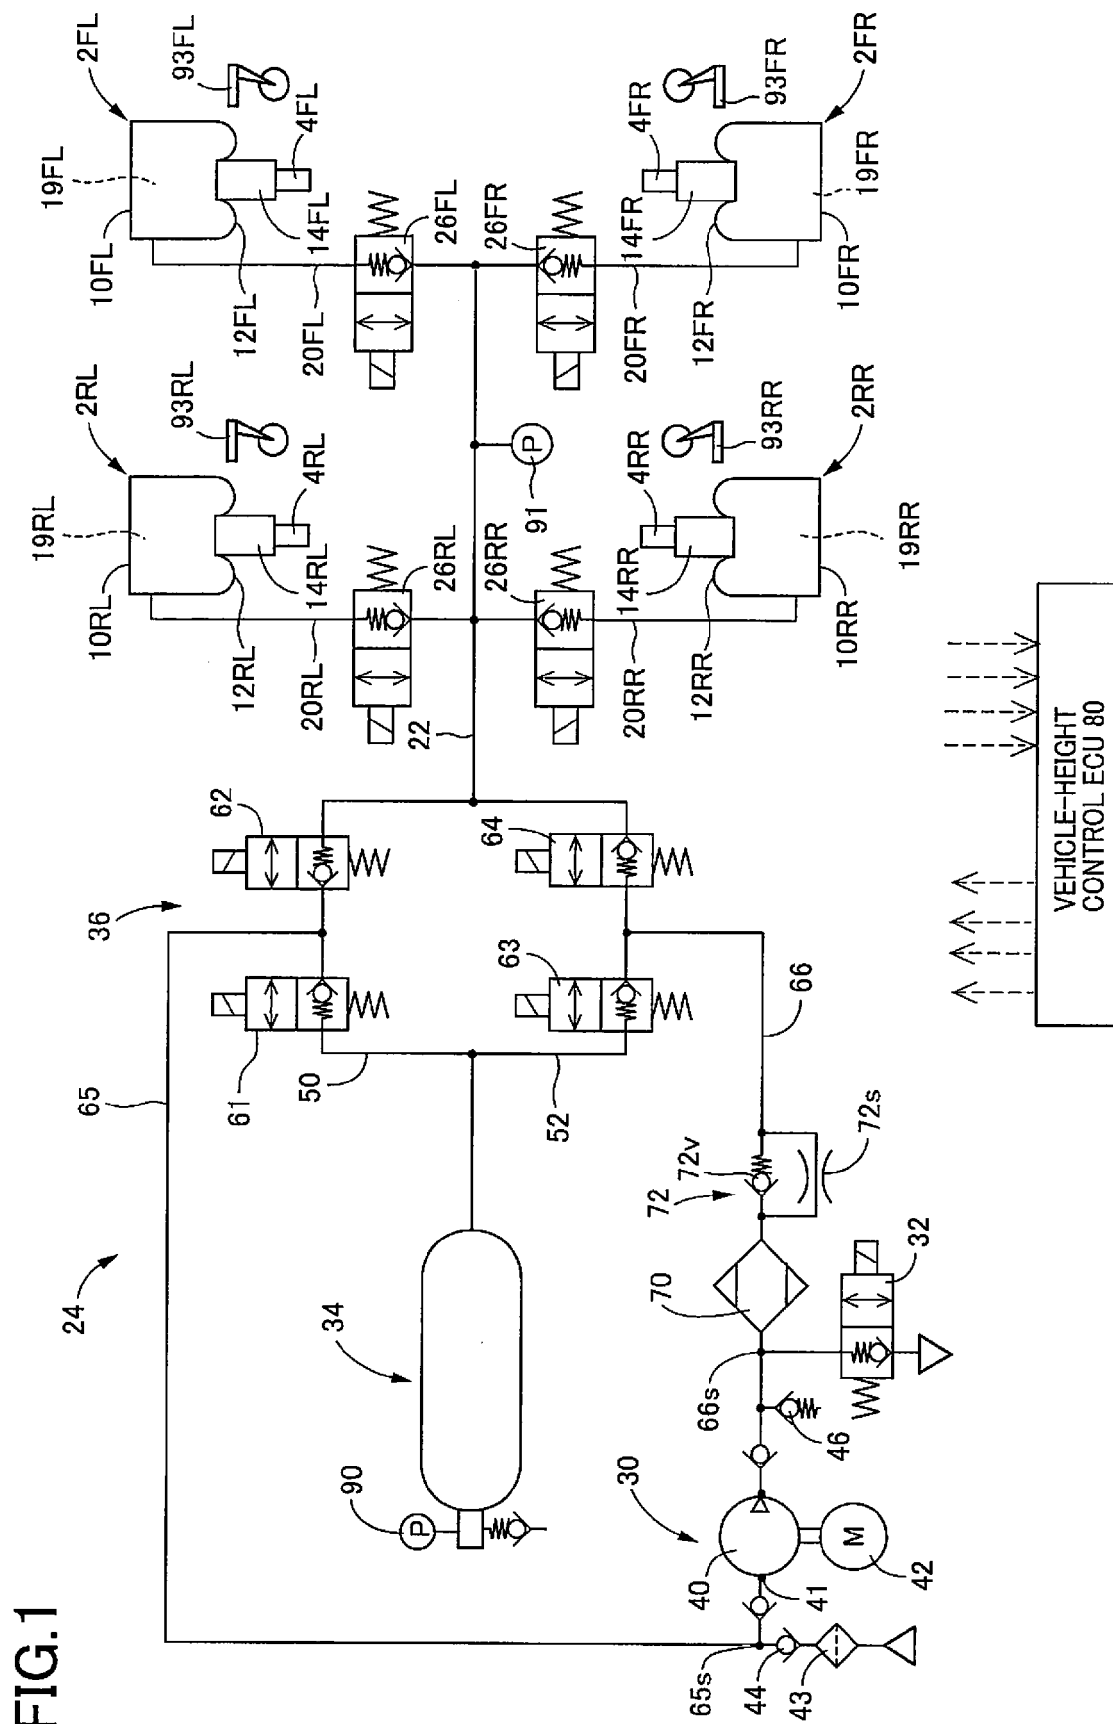 FIG.1
24
65
36
61
62
50
52
63
64
22
66
34
90
30
40
41
42
43
44
65s
46
66s
70
32
72
72v
72s
P
M
P
91
2RL
19RL
10RL
12RL
14RL
4RL
93RL
20RL
26RL
2FL
19FL
10FL
12FL
14FL
4FL
93FL
20FL
26FL
26RR
20RR
12RR
14RR
4RR
93RR
10RR
19RR
2RR
26FR
20FR
12FR
14FR
4FR
93FR
10FR
19FR
2FR
VEHICLE-HEIGHT
CONTROL ECU 80